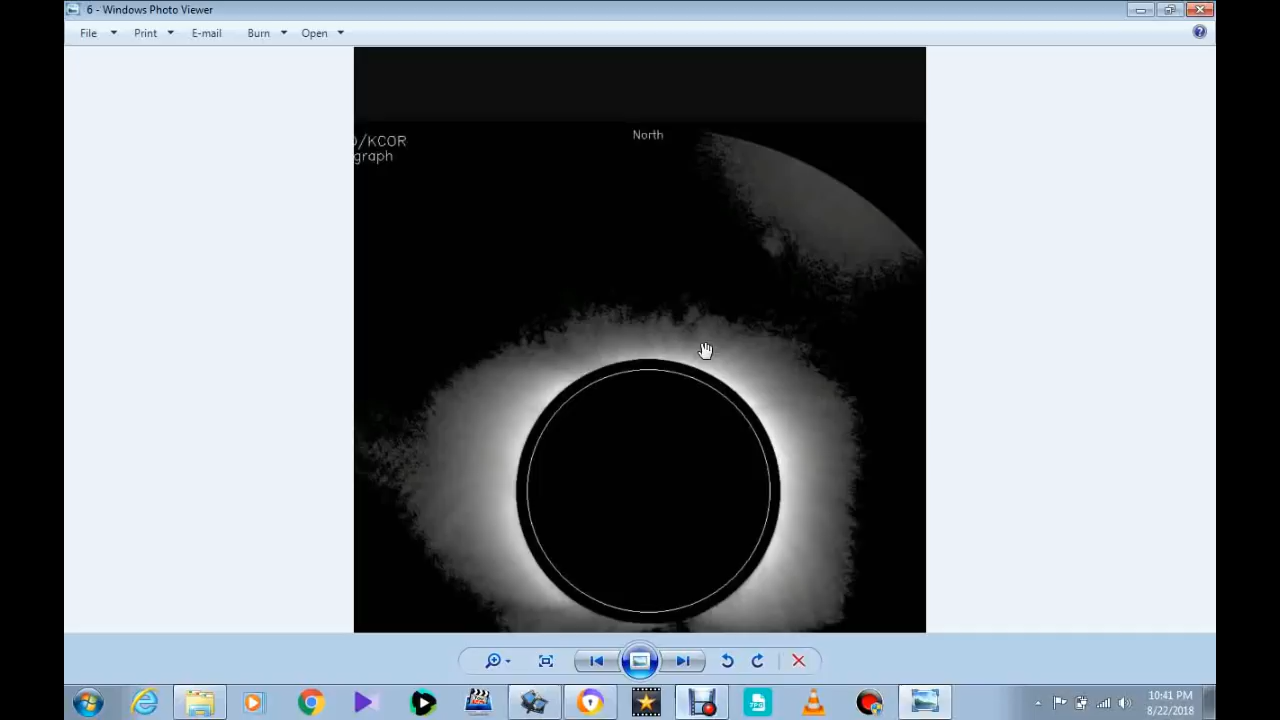 6 - Windows Photo Viewer
File Print E-mail Burn Open
North
/KCOR
graph
10:41 PM
8/22/2018